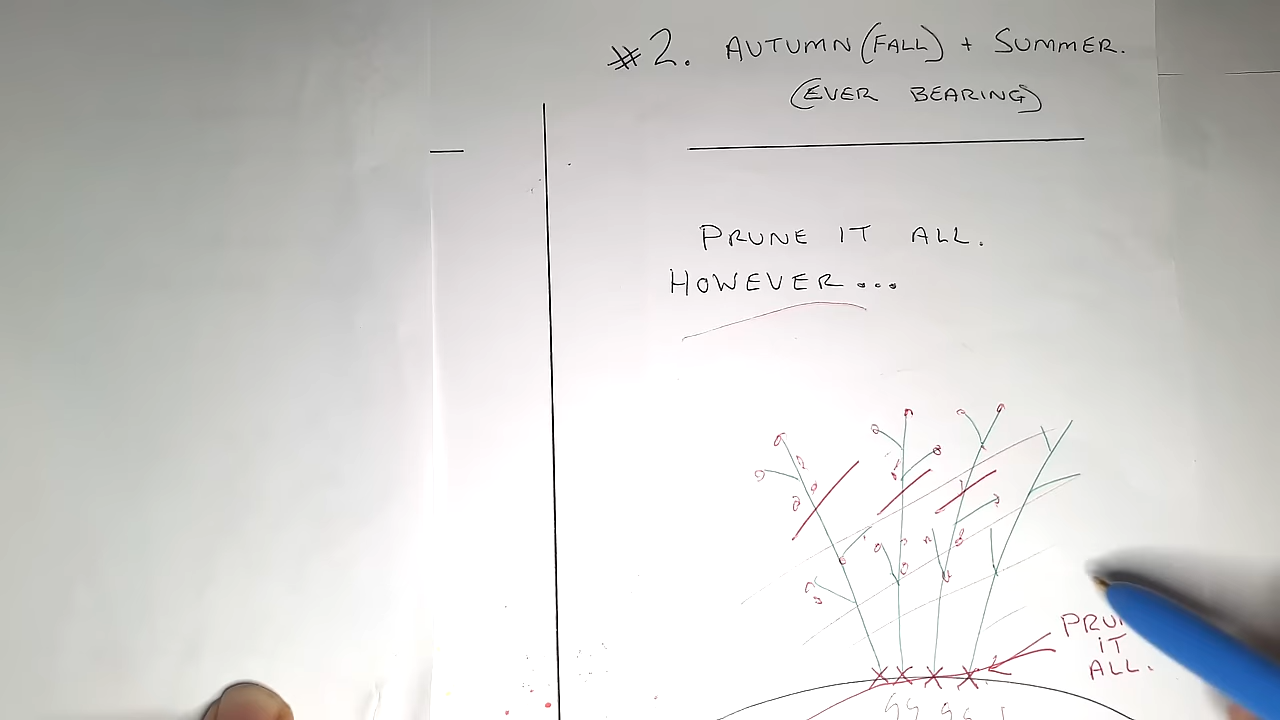 #2. AUTUMN (FALL) + SUMMER.
(EVER BEARING)
PRUNE IT ALL.
HOWEVER...
IT
ALL.